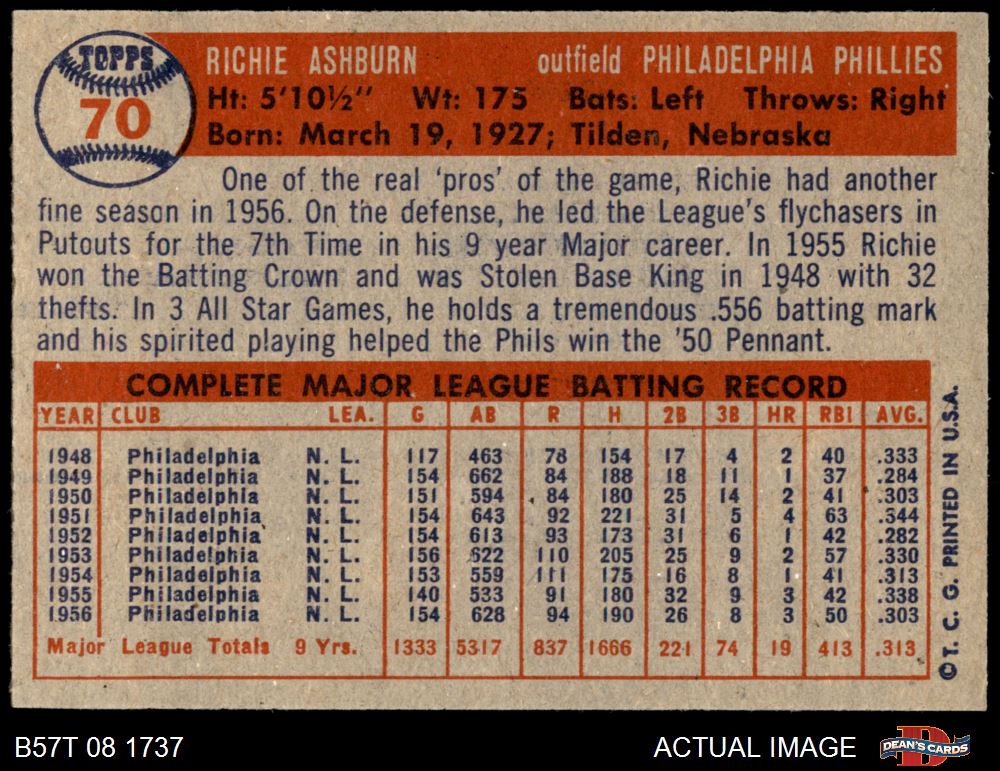 TOPPS
70
RICHIE ASHBURN outfield PHILADELPHIA PHILLIES
Ht: 5'10½" Wt: 175 Bats: Left Throws: Right
Born: March 19, 1927; Tilden, Nebraska
One of the real 'pros' of the game, Richie had another
fine season in 1956. On the defense, he led the League's flychasers in
Putouts for the 7th Time in his 9 year Major career. In 1955 Richie
won the Batting Crown and was Stolen Base King in 1948 with 32
thefts. In 3 All Star Games, he holds a tremendous .556 batting mark
and his spirited playing helped the Phils win the '50 Pennant.
COMPLETE MAJOR LEAGUE BATTING RECORD
YEAR CLUB LEA. G AB R H 2B 3B HR RBI AVG.
1948 Philadelphia N. L. 117 463 78 154 17 4 2 40 .333
1949 Philadelphia N. L. 154 662 84 188 18 11 1 37 .284
1950 Philadelphia N. L. 151 594 84 180 25 14 2 41 .303
1951 Philadelphia N. L. 154 643 92 221 31 5 4 63 .344
1952 Philadelphia N. L. 154 613 93 173 31 6 1 42 .282
1953 Philadelphia N. L. 156 622 110 205 25 9 2 57 .330
1954 Philadelphia N. L. 153 559 111 175 16 8 1 41 .313
1955 Philadelphia N. L. 140 533 91 180 32 9 3 42 .338
1956 Philadelphia N. L. 154 628 94 190 26 8 3 50 .303
Major League Totals 9 Yrs. 1333 5317 837 1666 221 74 19 413 .313
©T. C. G. PRINTED IN U.S.A.
B57T 08 1737 ACTUAL IMAGE
DEAN'S CARDS